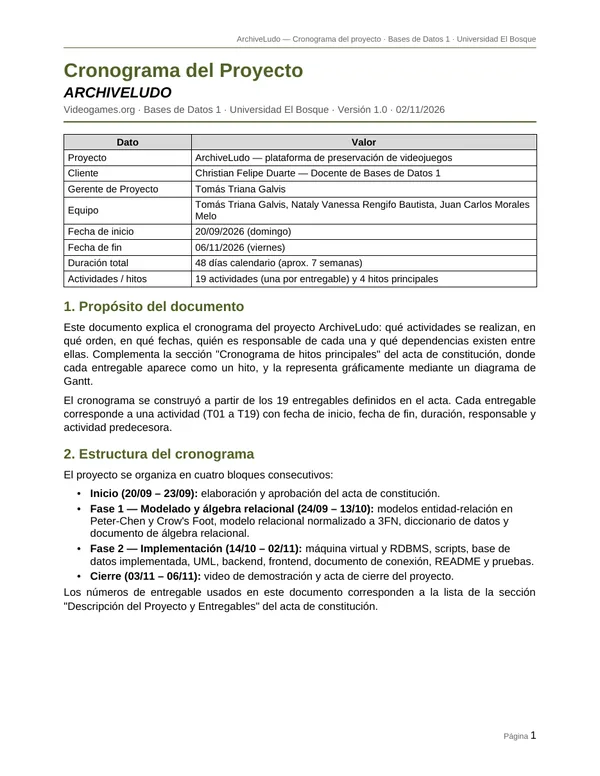 ArchiveLudo — Cronograma del proyecto · Bases de Datos 1 · Universidad El Bosque
Cronograma del Proyecto
ARCHIVELUDO
Videogames.org · Bases de Datos 1 · Universidad El Bosque · Versión 1.0 · 02/11/2026
Dato Valor
Proyecto ArchiveLudo — plataforma de preservación de videojuegos
Cliente Christian Felipe Duarte — Docente de Bases de Datos 1
Gerente de Proyecto Tomás Triana Galvis
Equipo Tomás Triana Galvis, Nataly Vanessa Rengifo Bautista, Juan Carlos Morales
Melo
Fecha de inicio 20/09/2026 (domingo)
Fecha de fin 06/11/2026 (viernes)
Duración total 48 días calendario (aprox. 7 semanas)
Actividades / hitos 19 actividades (una por entregable) y 4 hitos principales
1. Propósito del documento
Este documento explica el cronograma del proyecto ArchiveLudo: qué actividades se realizan, en
qué orden, en qué fechas, quién es responsable de cada una y qué dependencias existen entre
ellas. Complementa la sección "Cronograma de hitos principales" del acta de constitución, donde
cada entregable aparece como un hito, y la representa gráficamente mediante un diagrama de
Gantt.
El cronograma se construyó a partir de los 19 entregables definidos en el acta. Cada entregable
corresponde a una actividad (T01 a T19) con fecha de inicio, fecha de fin, duración, responsable y
actividad predecesora.
2. Estructura del cronograma
El proyecto se organiza en cuatro bloques consecutivos:
• Inicio (20/09 – 23/09): elaboración y aprobación del acta de constitución.
• Fase 1 — Modelado y álgebra relacional (24/09 – 13/10): modelos entidad-relación en
Peter-Chen y Crow's Foot, modelo relacional normalizado a 3FN, diccionario de datos y
documento de álgebra relacional.
• Fase 2 — Implementación (14/10 – 02/11): máquina virtual y RDBMS, scripts, base de
datos implementada, UML, backend, frontend, documento de conexión, README y pruebas.
• Cierre (03/11 – 06/11): video de demostración y acta de cierre del proyecto.
Los números de entregable usados en este documento corresponden a la lista de la sección
"Descripción del Proyecto y Entregables" del acta de constitución.
Página 1